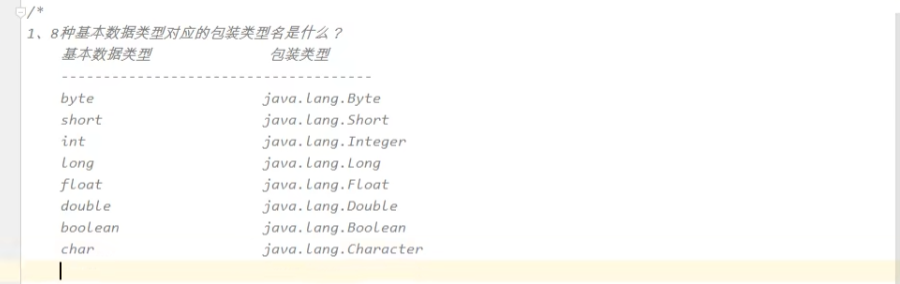 /*
1、8种基本数据类型对应的包装类型名是什么？
基本数据类型 包装类型
-------------------------------------
byte java.lang.Byte
short java.lang.Short
int java.lang.Integer
long java.lang.Long
float java.lang.Float
double java.lang.Double
boolean java.lang.Boolean
char java.lang.Character